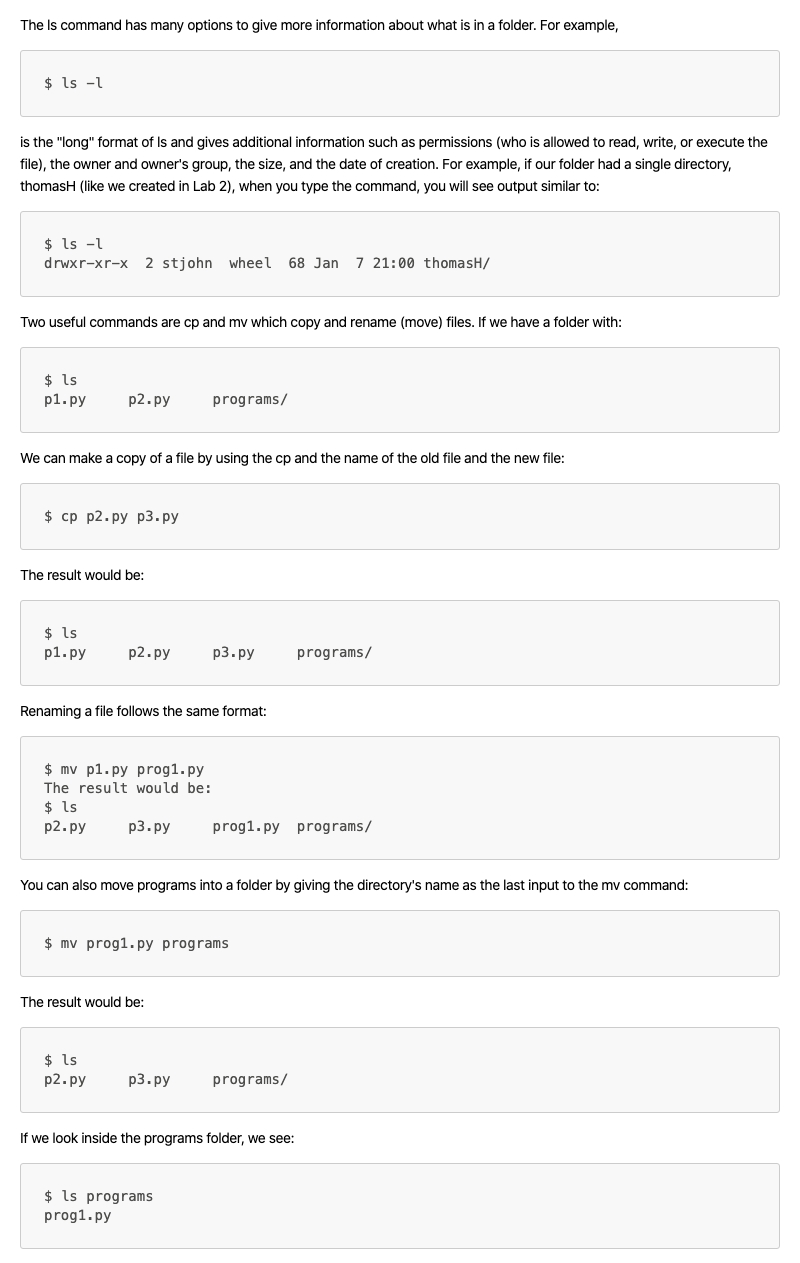 The ls command has many options to give more information about what is in a folder. For example,
$ ls -l
is the "long" format of ls and gives additional information such as permissions (who is allowed to read, write, or execute the
file), the owner and owner's group, the size, and the date of creation. For example, if our folder had a single directory,
thomasH (like we created in Lab 2), when you type the command, you will see output similar to:
$ ls -l
drwxr-xr-x  2 stjohn  wheel  68 Jan  7 21:00 thomasH/
Two useful commands are cp and mv which copy and rename (move) files. If we have a folder with:
$ ls
p1.py     p2.py     programs/
We can make a copy of a file by using the cp and the name of the old file and the new file:
$ cp p2.py p3.py
The result would be:
$ ls
p1.py     p2.py     p3.py     programs/
Renaming a file follows the same format:
$ mv p1.py prog1.py
The result would be:
$ ls
p2.py     p3.py     prog1.py  programs/
You can also move programs into a folder by giving the directory's name as the last input to the mv command:
$ mv prog1.py programs
The result would be:
$ ls
p2.py     p3.py     programs/
If we look inside the programs folder, we see:
$ ls programs
prog1.py